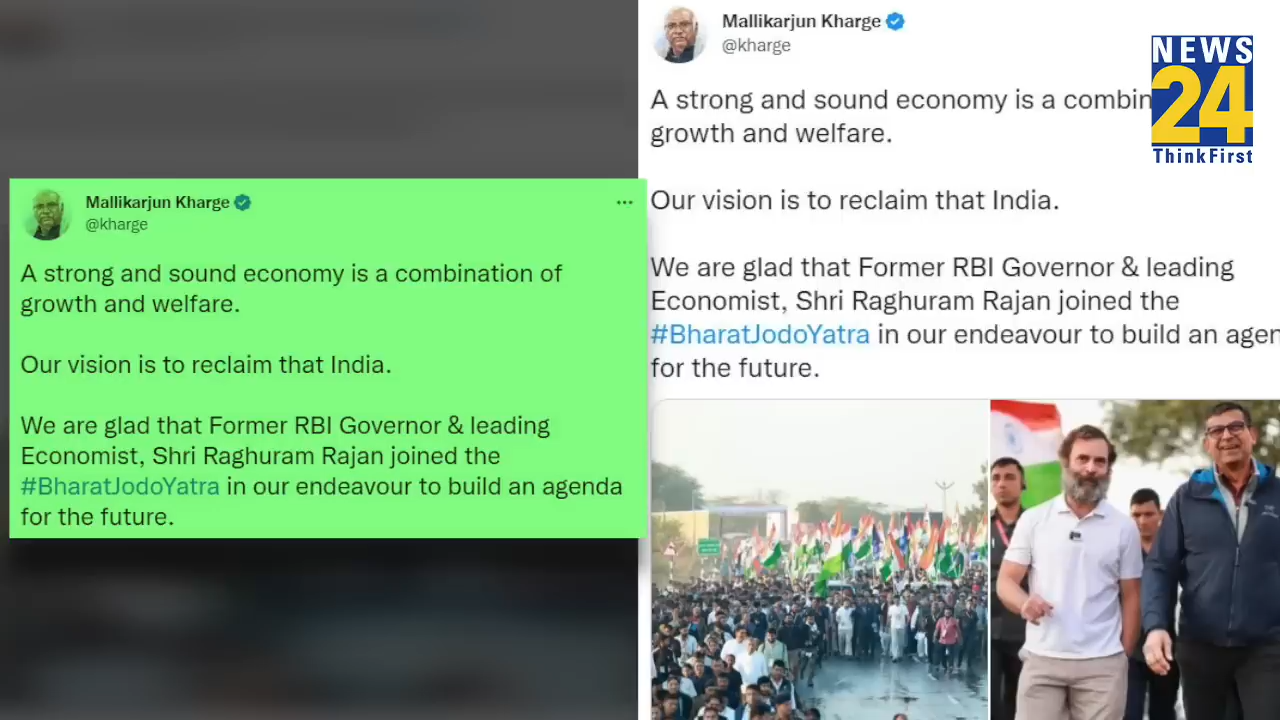 Mallikarjun Kharge
@kharge
A strong and sound economy is a combination of
growth and welfare.
Our vision is to reclaim that India.
We are glad that Former RBI Governor & leading
Economist, Shri Raghuram Rajan joined the
#BharatJodoYatra in our endeavour to build an agenda
for the future.
Mallikarjun Kharge
@kharge
A strong and sound economy is a combin
growth and welfare.
Our vision is to reclaim that India.
We are glad that Former RBI Governor & leading
Economist, Shri Raghuram Rajan joined the
#BharatJodoYatra in our endeavour to build an agen
for the future.
NEWS
24
ThinkFirst